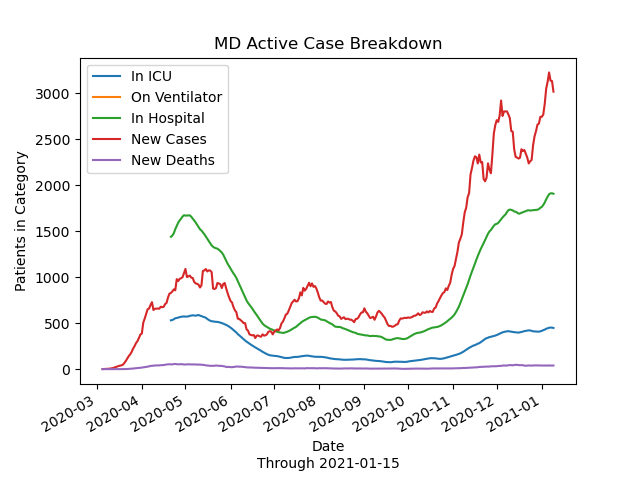 MD Active Case Breakdown
In ICU
On Ventilator
In Hospital
New Cases
New Deaths
Patients in Category
3000
2500
2000
1500
1000
500
0
2020-03
2020-04
2020-05
2020-06
2020-07
2020-08
2020-09
2020-10
2020-11
2020-12
2021-01
Date
Through 2021-01-15